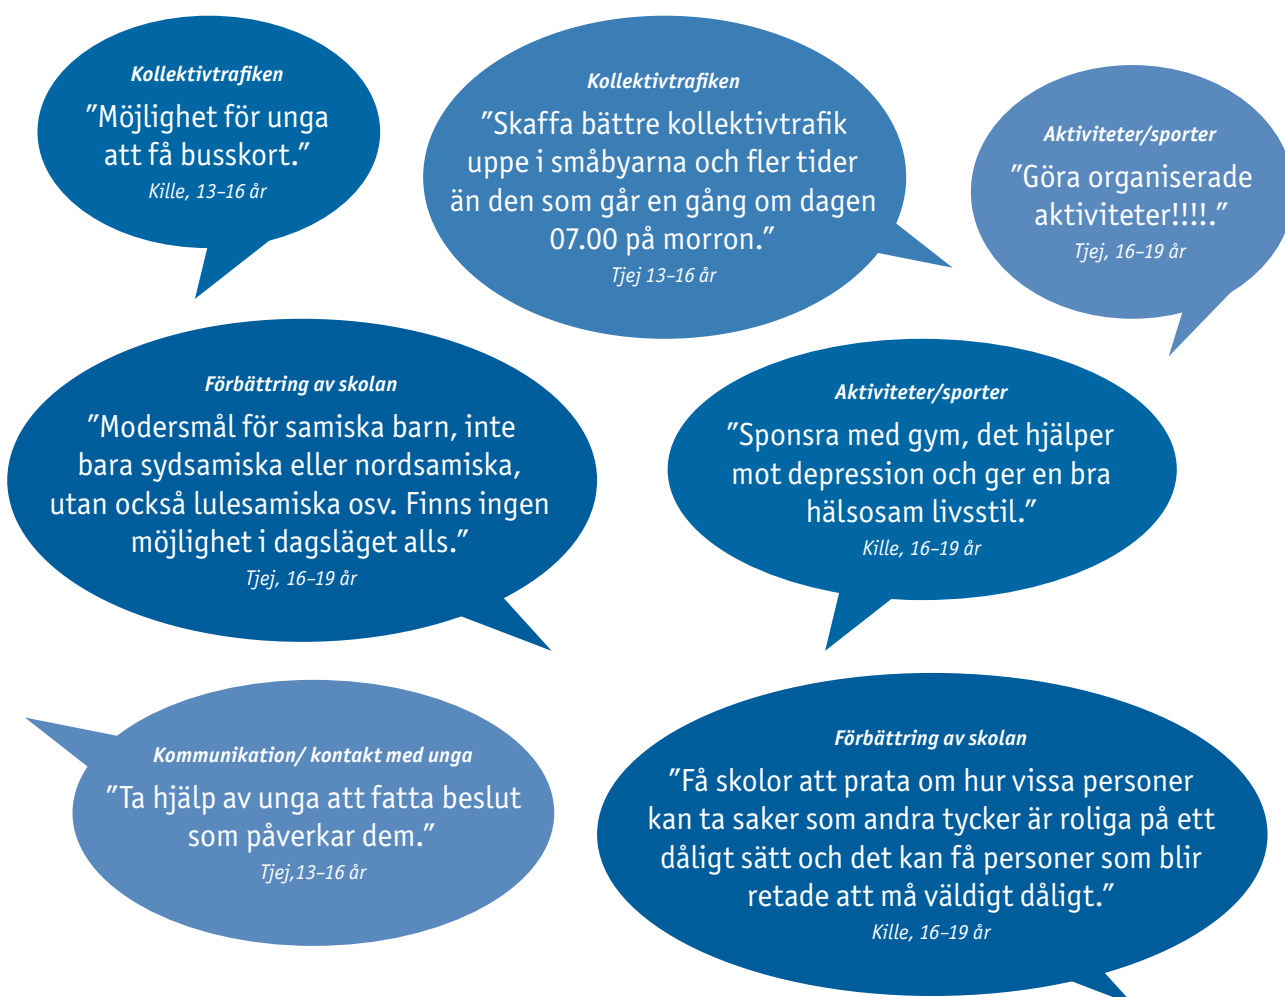 Kollektivtrafiken
”Möjlighet för unga
att få busskort.”
Kille, 13–16 år
Kollektivtrafiken
”Skaffa bättre kollektivtrafik
uppe i småbyarna och fler tider
än den som går en gång om dagen
07.00 på morron.”
Tjej 13–16 år
Aktiviteter/sporter
”Göra organiserade
aktiviteter!!!!.”
Tjej, 16–19 år
Förbättring av skolan
”Modersmål för samiska barn, inte
bara sydsamiska eller nordsamiska,
utan också lulesamiska osv. Finns ingen
möjlighet i dagsläget alls.”
Tjej, 16–19 år
Aktiviteter/sporter
”Sponsra med gym, det hjälper
mot depression och ger en bra
hälsosam livsstil.”
Kille, 16–19 år
Kommunikation/ kontakt med unga
”Ta hjälp av unga att fatta beslut
som påverkar dem.”
Tjej,13–16 år
Förbättring av skolan
”Få skolor att prata om hur vissa personer
kan ta saker som andra tycker är roliga på ett
dåligt sätt och det kan få personer som blir
retade att må väldigt dåligt.”
Kille, 16–19 år